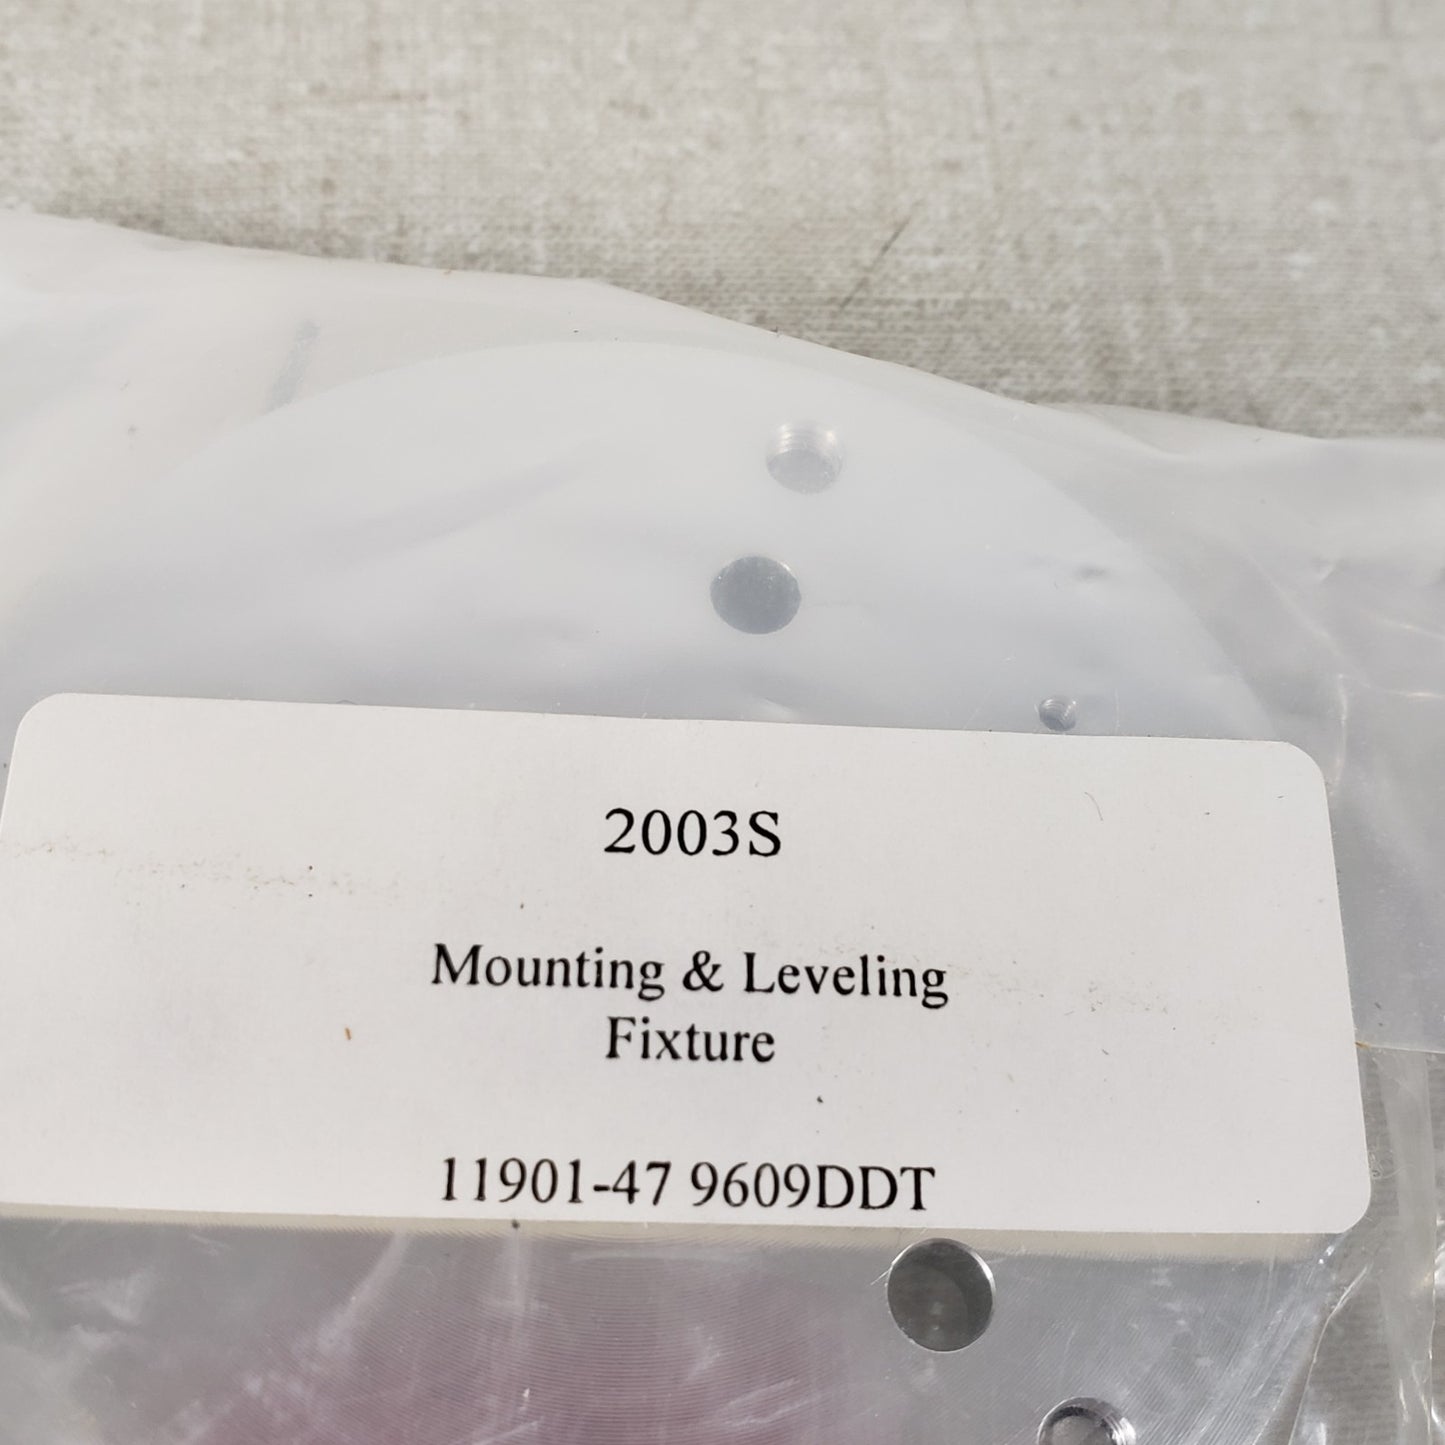 2003S
Mounting & Leveling
Fixture
11901-47 9609DDT